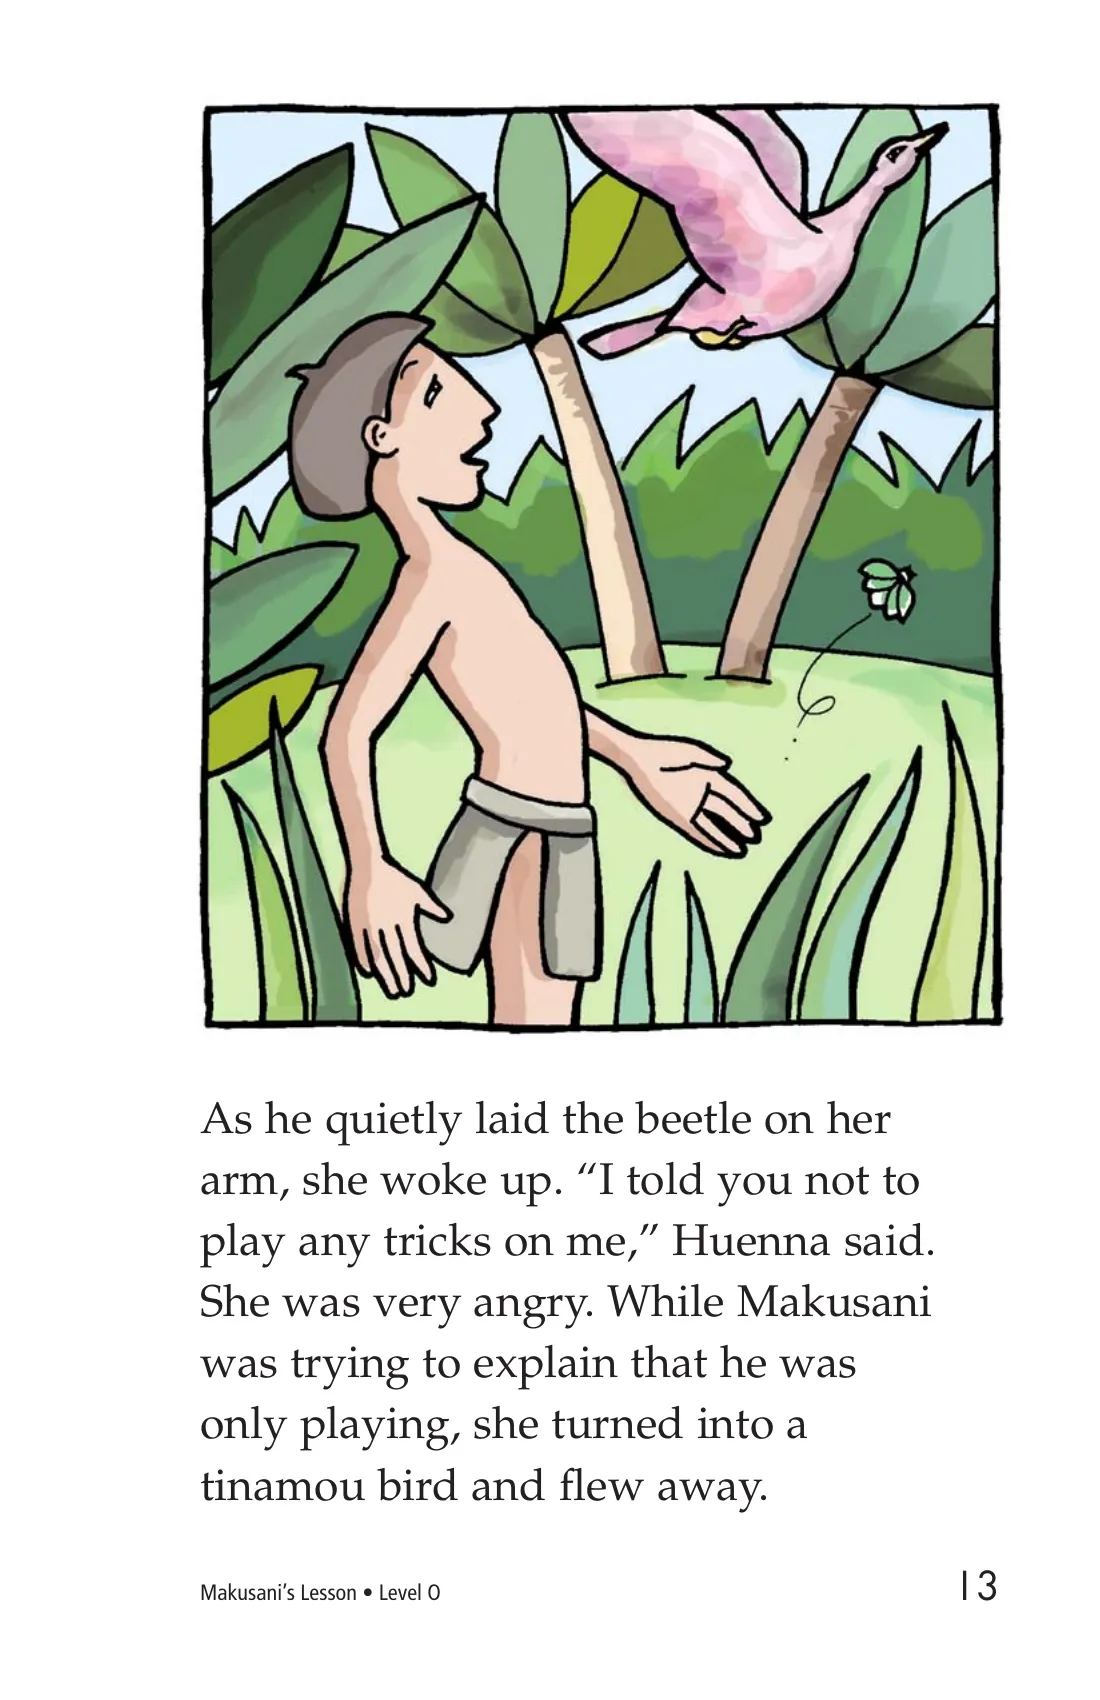 As he quietly laid the beetle on her
arm, she woke up. “I told you not to
play any tricks on me,” Huenna said.
She was very angry. While Makusani
was trying to explain that he was
only playing, she turned into a
tinamou bird and flew away.
Makusani’s Lesson • Level O
13